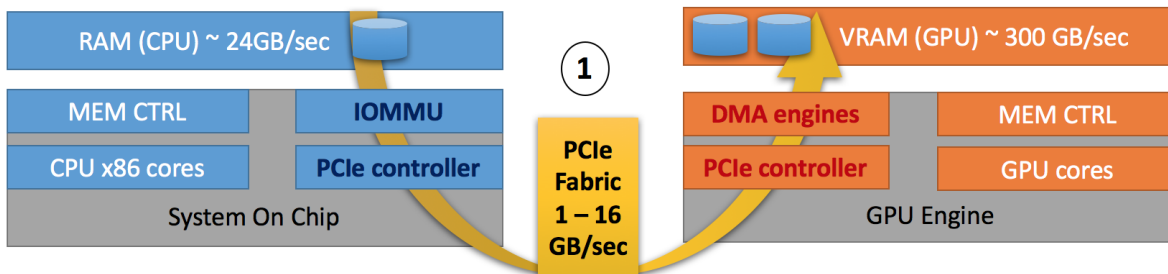 RAM (CPU) ~ 24GB/sec
MEM CTRL
IOMMU
CPU x86 cores
PCIe controller
System On Chip
1
PCIe
Fabric
1 – 16
GB/sec
VRAM (GPU) ~ 300 GB/sec
DMA engines
MEM CTRL
PCIe controller
GPU cores
GPU Engine